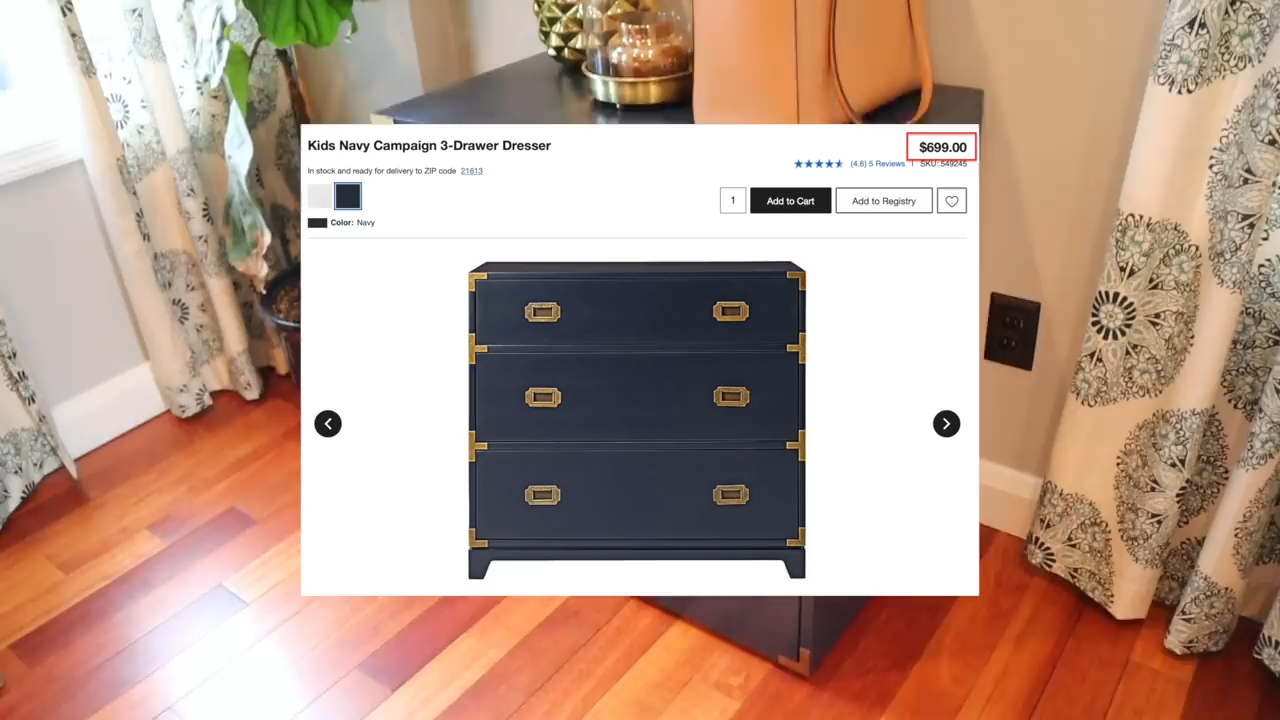 Kids Navy Campaign 3-Drawer Dresser
$699.00
(4.6) 5 Reviews | SKU: 549245
In stock and ready for delivery to ZIP code 21613
1 Add to Cart Add to Registry
Color: Navy